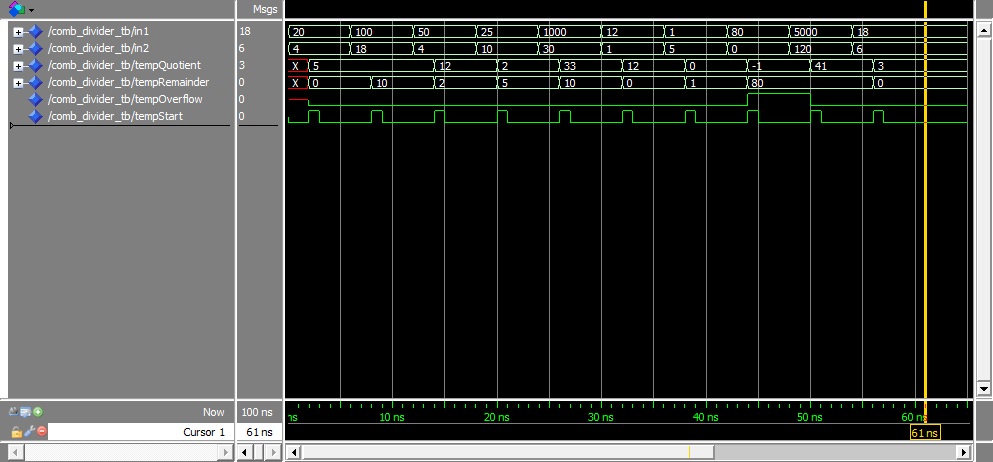 Msgs
/comb_divider_tb/in1 18 20 100 50 25 1000 12 1 80 5000 18
/comb_divider_tb/in2 6 4 18 4 10 30 1 5 0 120 6
/comb_divider_tb/tempQuotient 3 X 5 12 2 33 12 0 -1 41 3
/comb_divider_tb/tempRemainder 0 X 0 10 2 5 10 0 1 80 0
/comb_divider_tb/tempOverflow 0
/comb_divider_tb/tempStart 0
Now 100 ns ns 10 ns 20 ns 30 ns 40 ns 50 ns 60 ns
Cursor 1 61 ns 61 ns